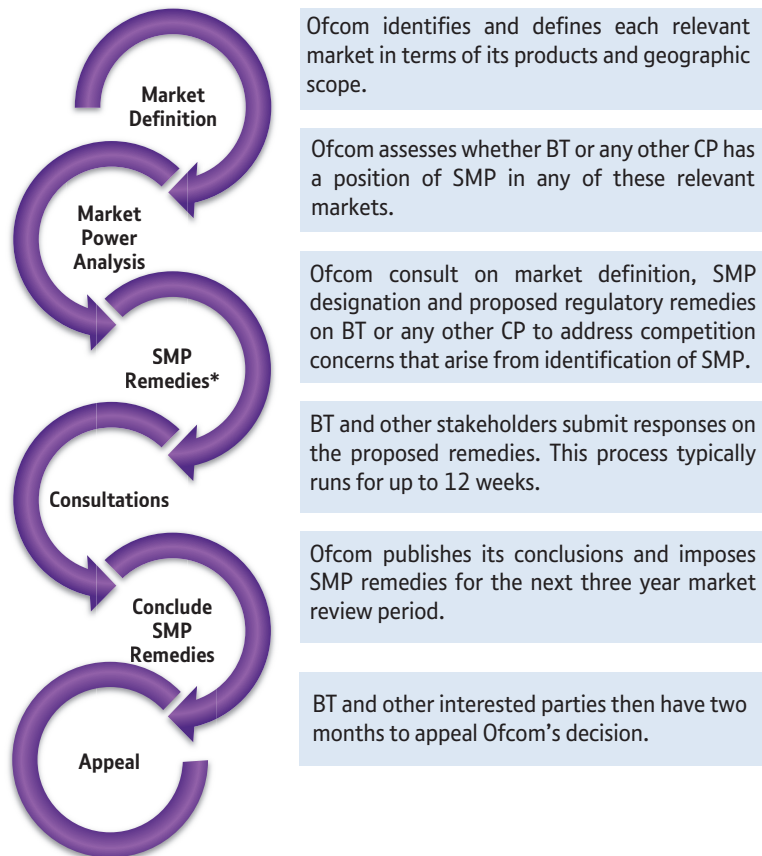 Market
Definition
Ofcom identifies and defines each relevant
market in terms of its products and geographic
scope.
Market
Power
Analysis
Ofcom assesses whether BT or any other CP has
a position of SMP in any of these relevant
markets.
SMP
Remedies*
Ofcom consult on market definition, SMP
designation and proposed regulatory remedies
on BT or any other CP to address competition
concerns that arise from identification of SMP.
Consultations
BT and other stakeholders submit responses on
the proposed remedies. This process typically
runs for up to 12 weeks.
Conclude
SMP
Remedies
Ofcom publishes its conclusions and imposes
SMP remedies for the next three year market
review period.
Appeal
BT and other interested parties then have two
months to appeal Ofcom’s decision.